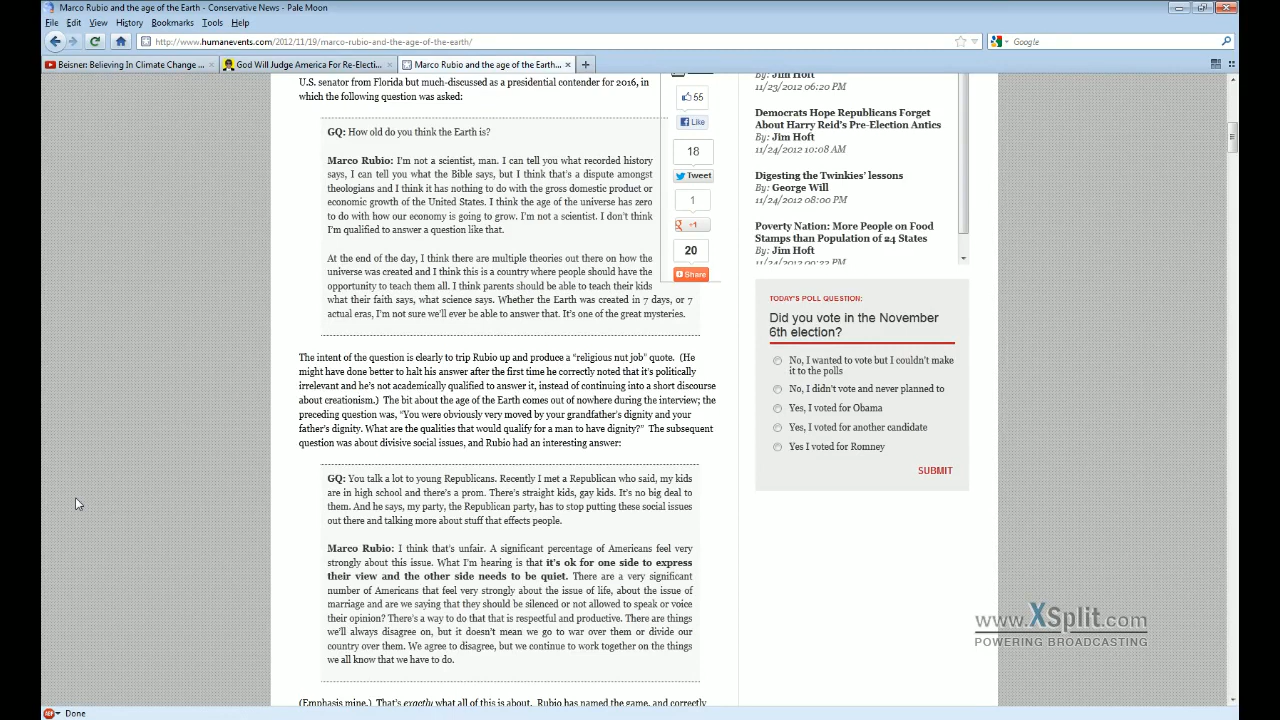 Marco Rubio and the age of the Earth - Conservative News - Pale Moon
File Edit View History Bookmarks Tools Help
http://www.humanevents.com/2012/11/19/marco-rubio-and-the-age-of-the-earth/
Google
Beisner: Believing In Climate Change ...
God Will Judge America For Re-Electi...
Marco Rubio and the age of the Earth...
U.S. senator from Florida but much-discussed as a presidential contender for 2016, in
which the following question was asked:
GQ: How old do you think the Earth is?
Marco Rubio: I'm not a scientist, man. I can tell you what recorded history
says, I can tell you what the Bible says, but I think that's a dispute amongst
theologians and I think it has nothing to do with the gross domestic product or
economic growth of the United States. I think the age of the universe has zero
to do with how our economy is going to grow. I'm not a scientist. I don't think
I'm qualified to answer a question like that.
At the end of the day, I think there are multiple theories out there on how the
universe was created and I think this is a country where people should have the
opportunity to teach them all. I think parents should be able to teach their kids
what their faith says, what science says. Whether the Earth was created in 7 days, or 7
actual eras, I'm not sure we'll ever be able to answer that. It's one of the great mysteries.
The intent of the question is clearly to trip Rubio up and produce a “religious nut job” quote. (He
might have done better to halt his answer after the first time he correctly noted that it's politically
irrelevant and he's not academically qualified to answer it, instead of continuing into a short discourse
about creationism.) The bit about the age of the Earth comes out of nowhere during the interview; the
preceding question was, “You were obviously very moved by your grandfather's dignity and your
father's dignity. What are the qualities that would qualify for a man to have dignity?” The subsequent
question was about divisive social issues, and Rubio had an interesting answer:
GQ: You talk a lot to young Republicans. Recently I met a Republican who said, my kids
are in high school and there's a prom. There's straight kids, gay kids. It's no big deal to
them. And he says, my party, the Republican party, has to stop putting these social issues
out there and talking more about stuff that effects people.
Marco Rubio: I think that's unfair. A significant percentage of Americans feel very
strongly about this issue. What I'm hearing is that it's ok for one side to express
their view and the other side needs to be quiet. There are a very significant
number of Americans that feel very strongly about the issue of life, about the issue of
marriage and are we saying that they should be silenced or not allowed to speak or voice
their opinion? There's a way to do that that is respectful and productive. There are things
we'll always disagree on, but it doesn't mean we go to war over them or divide our
country over them. We agree to disagree, but we continue to work together on the things
we all know that we have to do.
(Emphasis mine.) That's exactly what all of this is about. Rubio has named the game, and correctly
55
Like
18
Tweet
1
+1
20
Share
By: Jim Hoft
11/23/2012 06:20 PM
Democrats Hope Republicans Forget
About Harry Reid's Pre-Election Antics
By: Jim Hoft
11/24/2012 10:08 AM
Digesting the Twinkies' lessons
By: George Will
11/24/2012 08:00 PM
Poverty Nation: More People on Food
Stamps than Population of 24 States
By: Jim Hoft
TODAY'S POLL QUESTION:
Did you vote in the November
6th election?
No, I wanted to vote but I couldn't make
it to the polls
No, I didn't vote and never planned to
Yes, I voted for Obama
Yes, I voted for another candidate
Yes I voted for Romney
SUBMIT
www.XSplit.com
POWERING BROADCASTING
ABP
Done